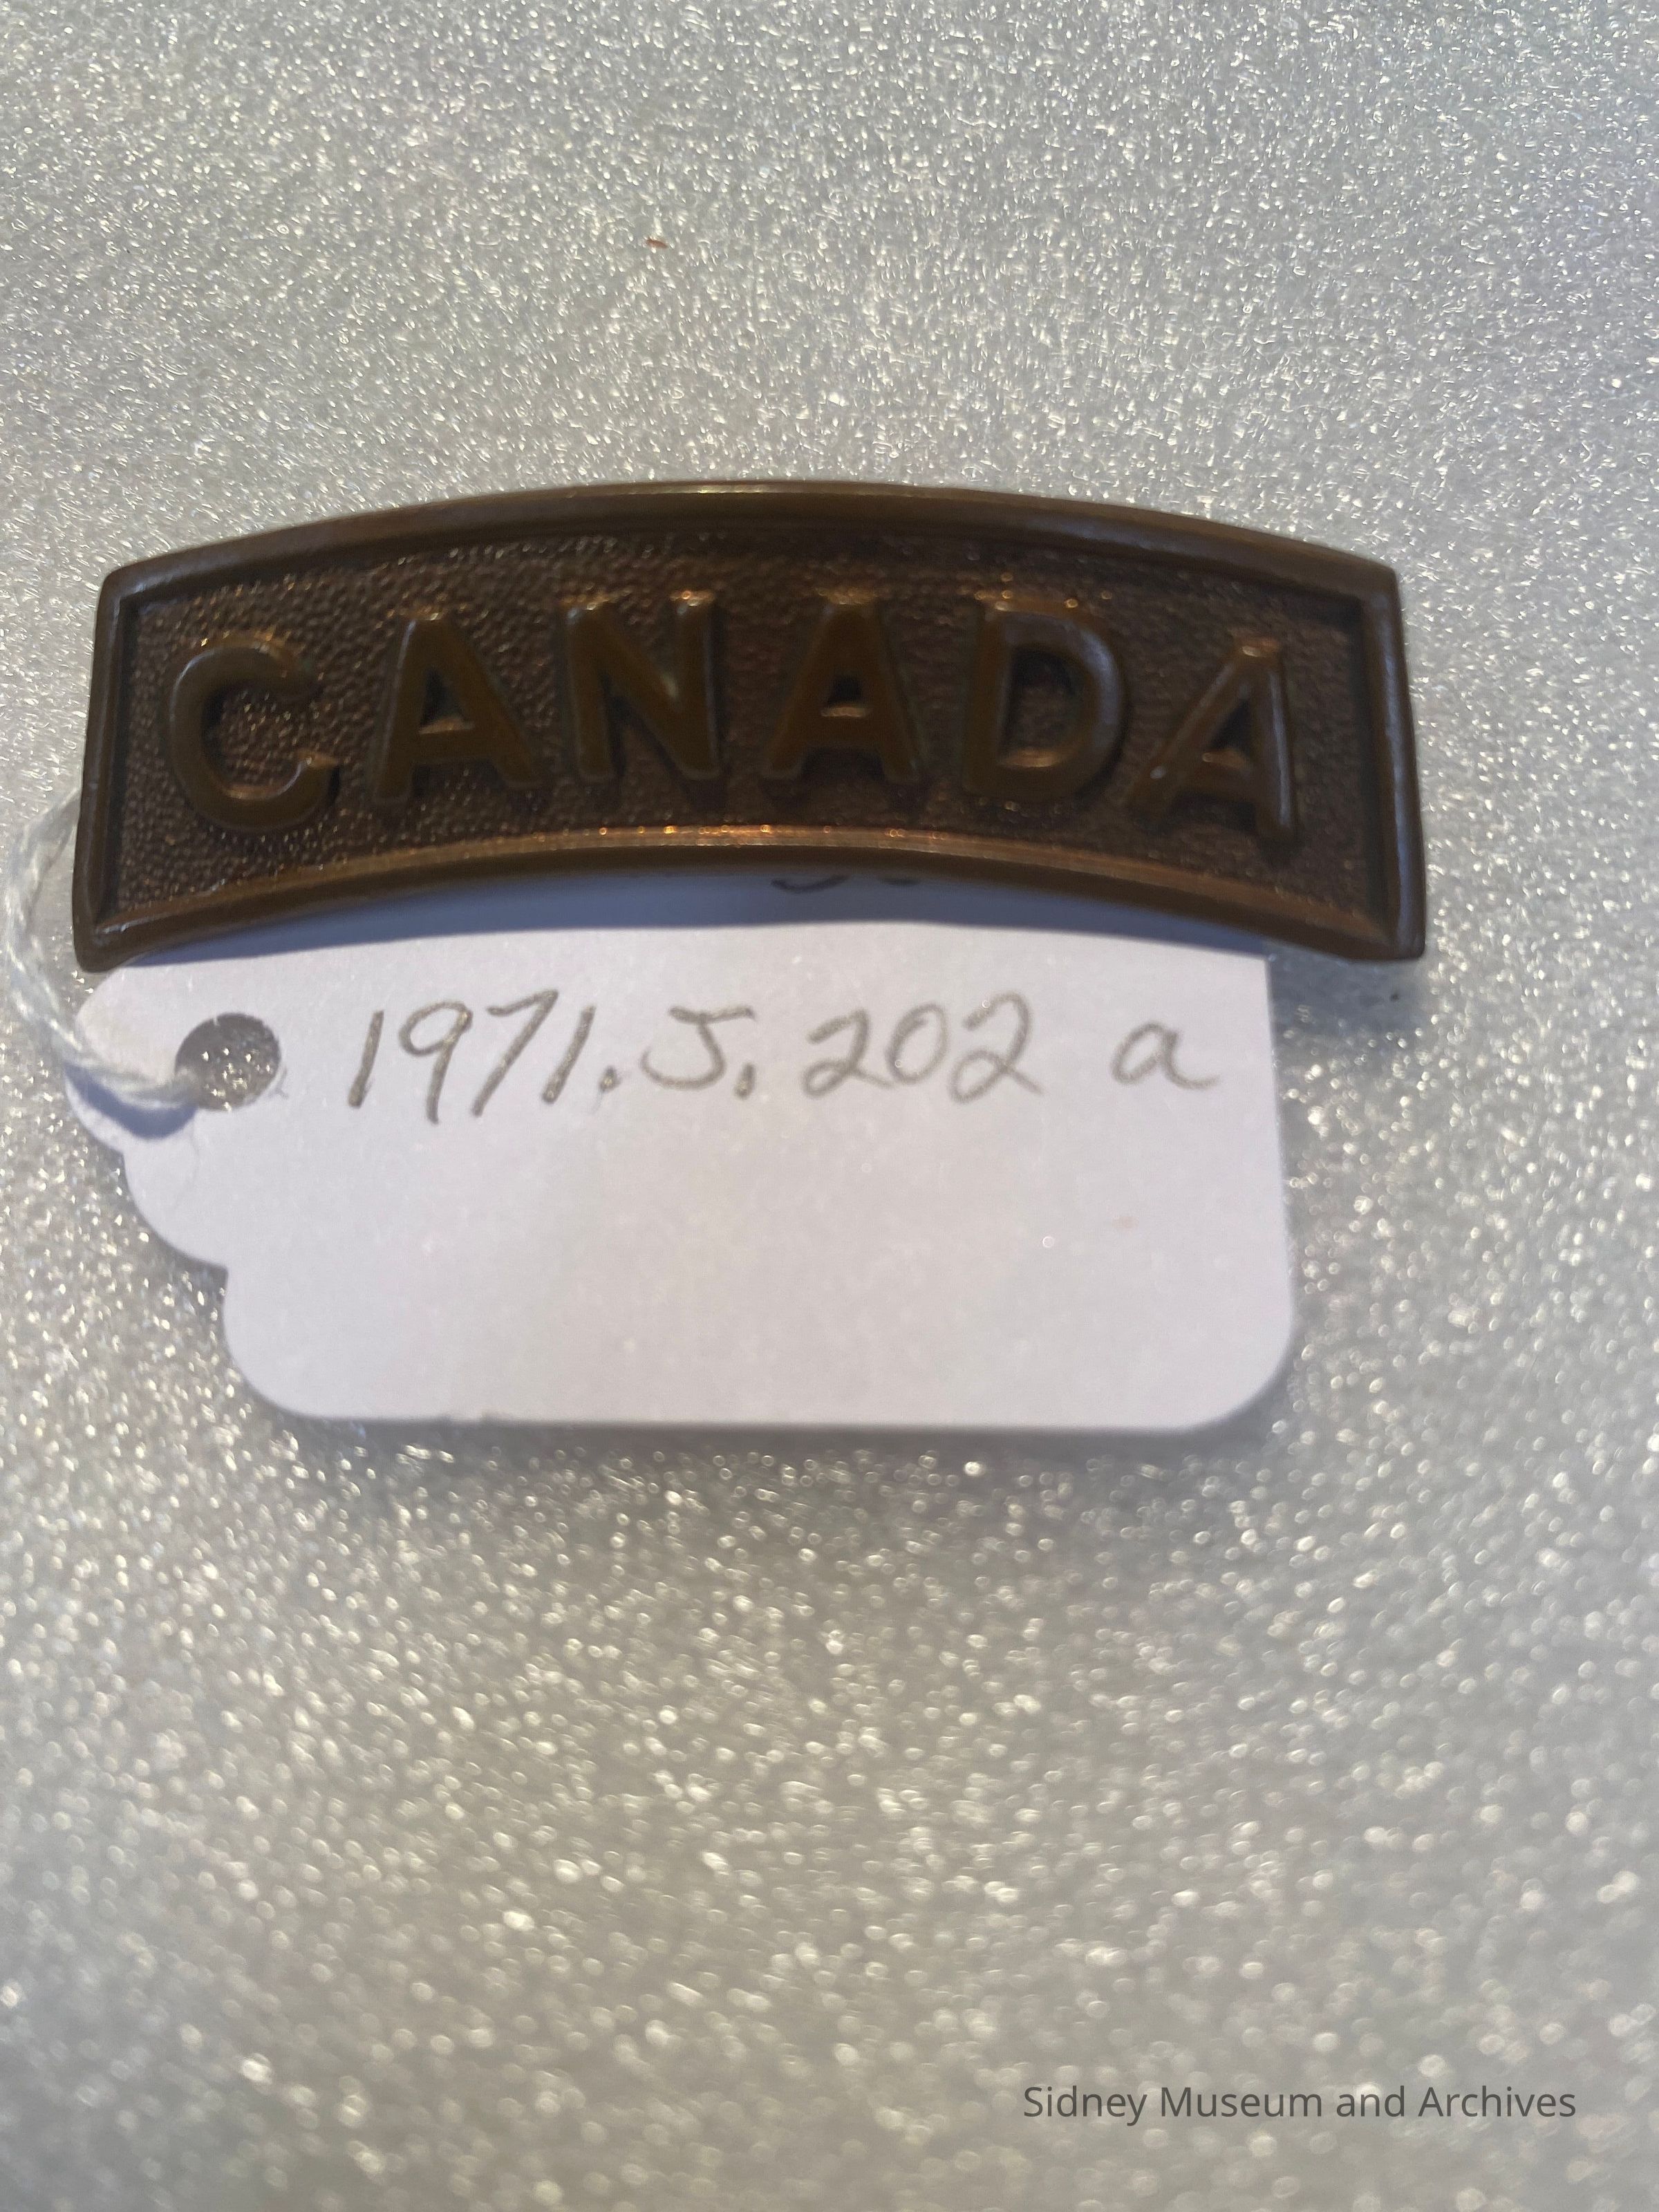 CANADA
1971.J.202 a
Sidney Museum and Archives